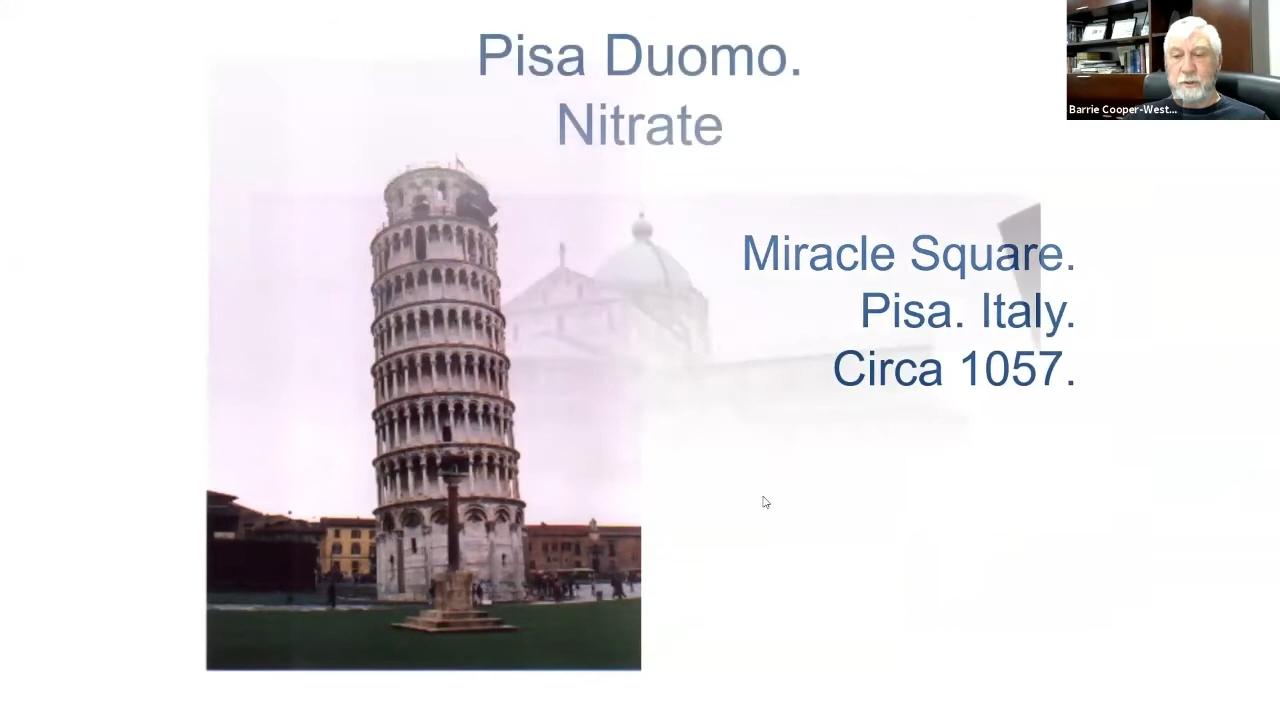 Pisa Duomo.
Nitrate
Barrie Cooper-West...
Miracle Square.
Pisa. Italy.
Circa 1057.